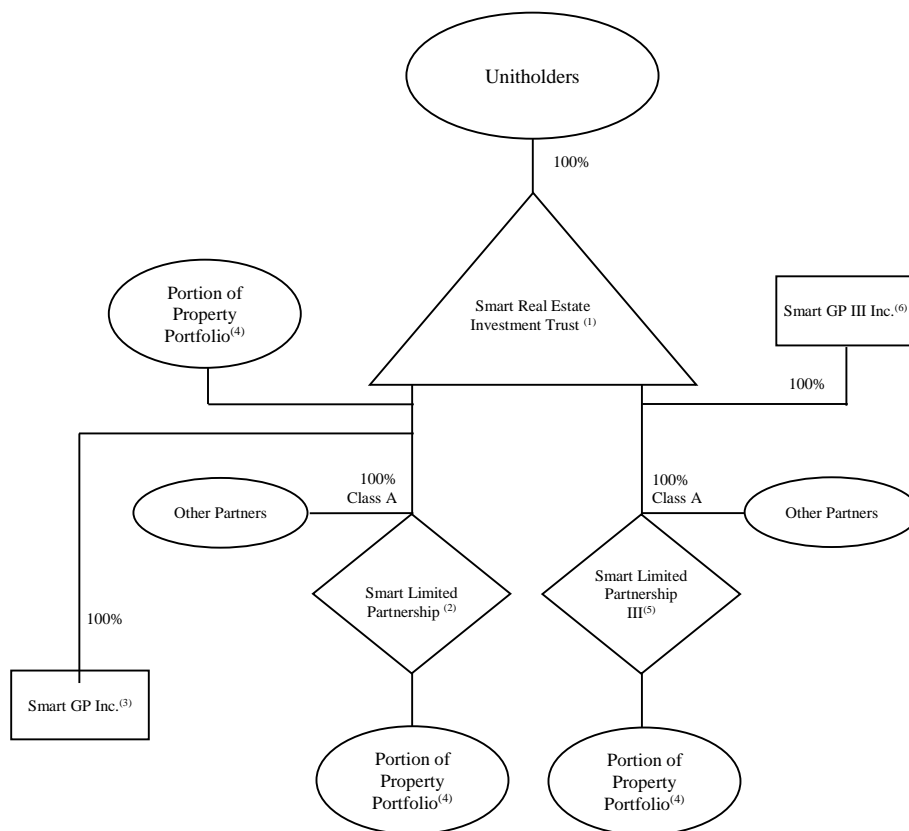 Unitholders
100%
Portion of
Property
Portfolio(4)
Smart Real Estate
Investment Trust (1)
Smart GP III Inc.(6)
100%
100%
Class A
100%
Class A
Other Partners
Other Partners
Smart Limited
Partnership (2)
Smart Limited
Partnership
III(5)
100%
Smart GP Inc.(3)
Portion of
Property
Portfolio(4)
Portion of
Property
Portfolio(4)